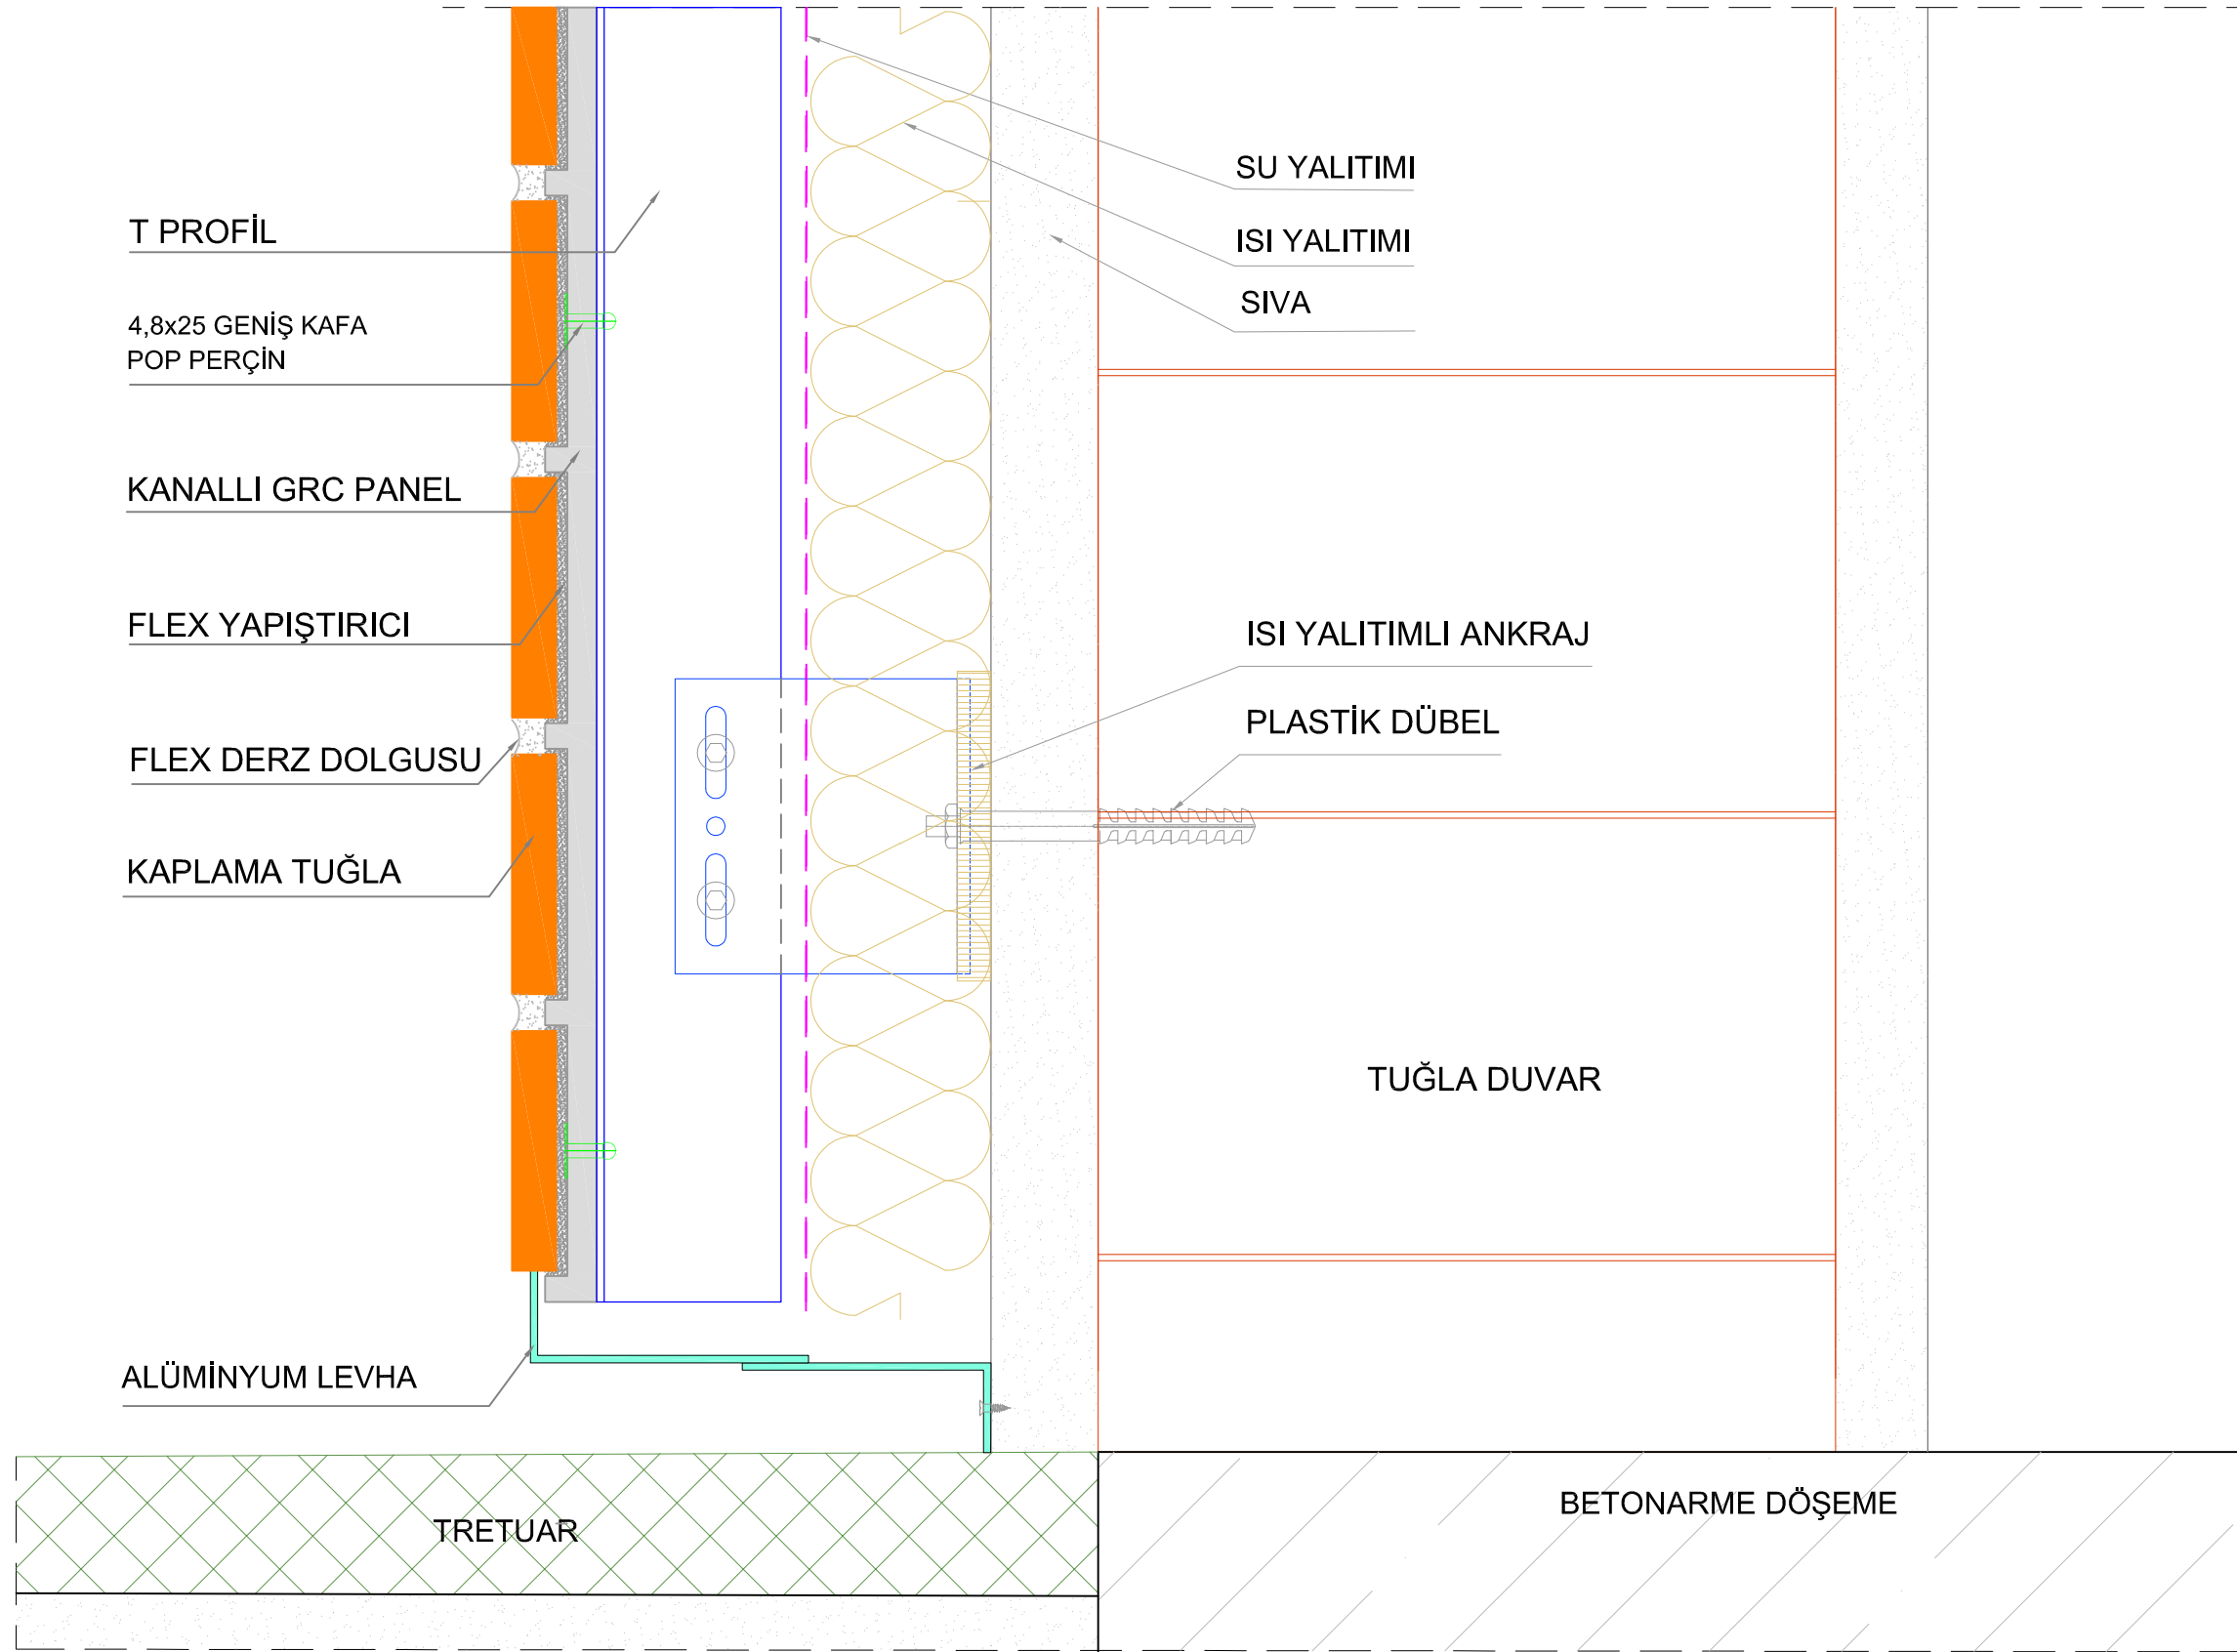 T PROFİL
4,8x25 GENİŞ KAFA
POP PERÇİN
KANALLI GRC PANEL
FLEX YAPIŞTIRICI
FLEX DERZ DOLGUSU
KAPLAMA TUĞLA
ALÜMİNYUM LEVHA
SU YALITIMI
ISI YALITIMI
SIVA
ISI YALITIMLI ANKRAJ
PLASTİK DÜBEL
TUĞLA DUVAR
TRETUAR
BETONARME DÖŞEME